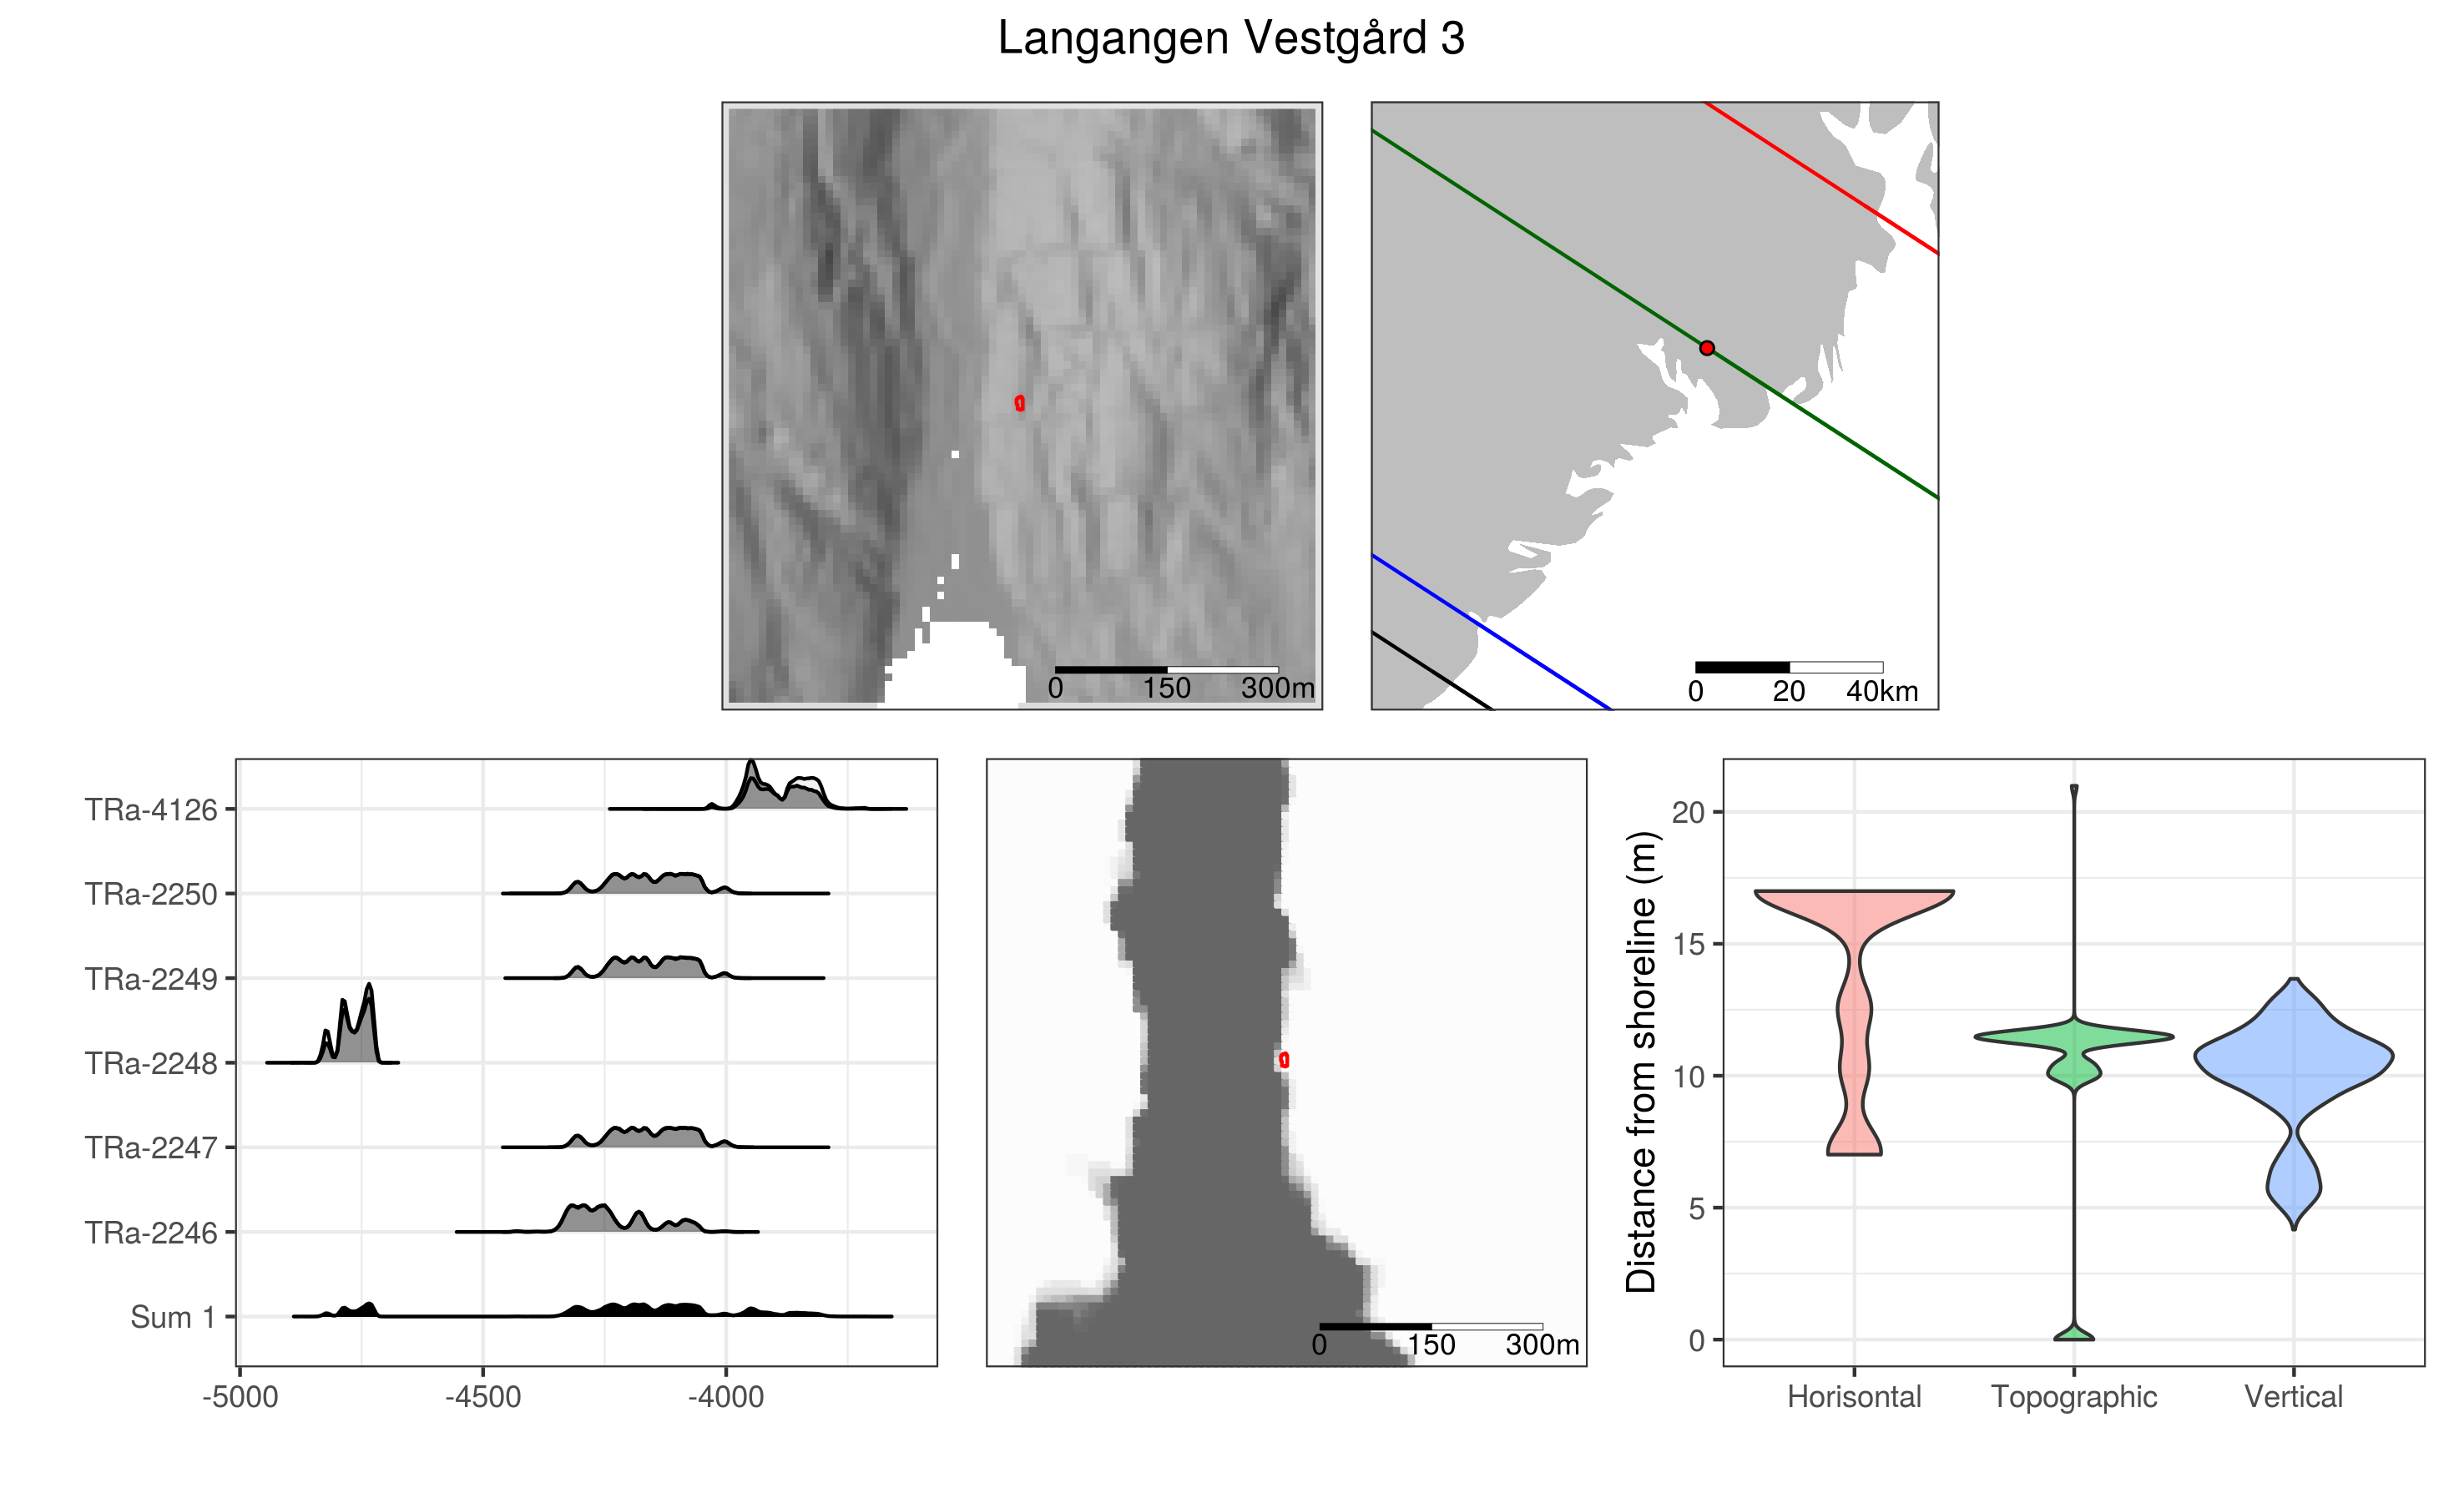 Langangen Vestgård 3
0 150 300m
0 20 40km
TRa-4126
TRa-2250
TRa-2249
TRa-2248
TRa-2247
TRa-2246
Sum 1
-5000 -4500 -4000
0 150 300m
Distance from shoreline (m)
20
15
10
5
0
Horisontal Topographic Vertical